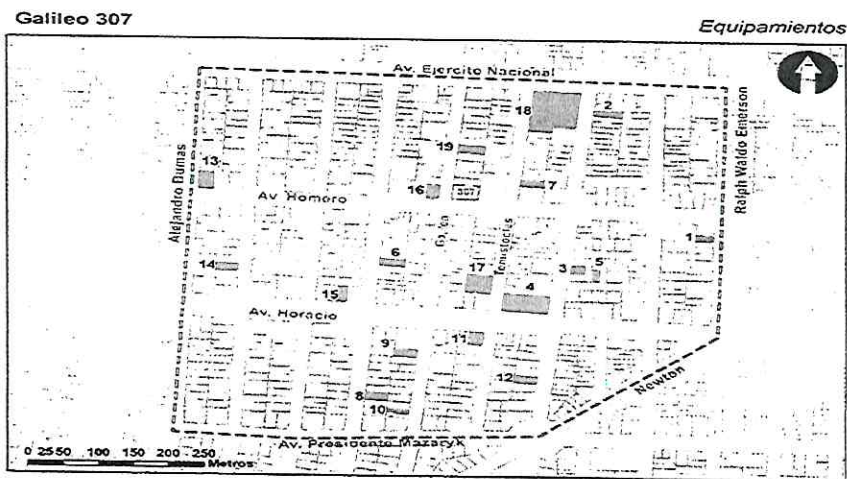 Galileo 307
Equipamientos
Av. Ejercito Nacional
18
2
Ralph Waldo Emerson
19
13
Alejandro Dumas
16
307
7
Av. Homero
1
Temistocles
14
6
17
3
5
4
15
Av. Horacio
9
11
12
8
10
Newton
Av. Presidente Mazaryk
0 25 50 100 150 200 250
Metros